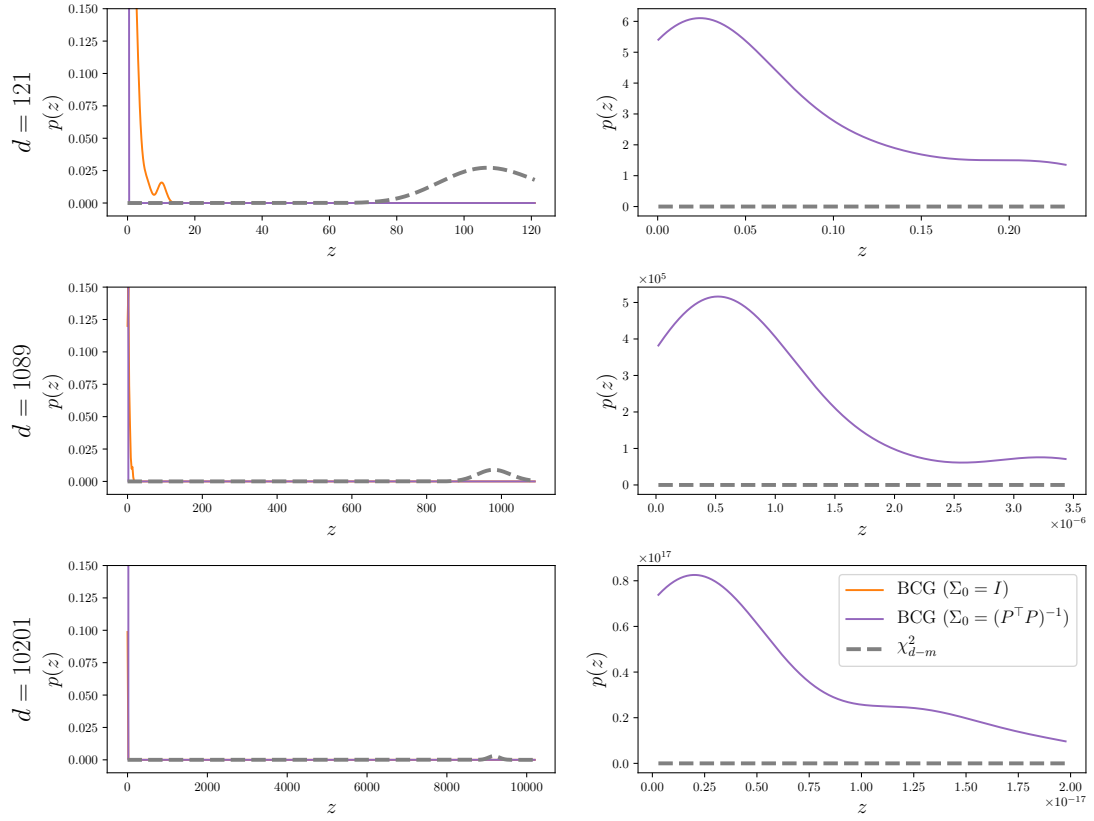 d = 121
p(z)
0.150
0.125
0.100
0.075
0.050
0.025
0.000
0 20 40 60 80 100 120
z
p(z)
6
5
4
3
2
1
0
0.00 0.05 0.10 0.15 0.20
z
d = 1089
p(z)
0.150
0.125
0.100
0.075
0.050
0.025
0.000
0 200 400 600 800 1000
z
×10⁵
p(z)
5
4
3
2
1
0
0.0 0.5 1.0 1.5 2.0 2.5 3.0 3.5
×10⁻⁶
z
d = 10201
p(z)
0.150
0.125
0.100
0.075
0.050
0.025
0.000
0 2000 4000 6000 8000 10000
z
×10¹⁷
p(z)
0.8
0.6
0.4
0.2
0.0
BCG (Σ₀ = I)
BCG (Σ₀ = (P⊤P)⁻¹)
χ²_{d−m}
0.00 0.25 0.50 0.75 1.00 1.25 1.50 1.75 2.00
×10⁻¹⁷
z